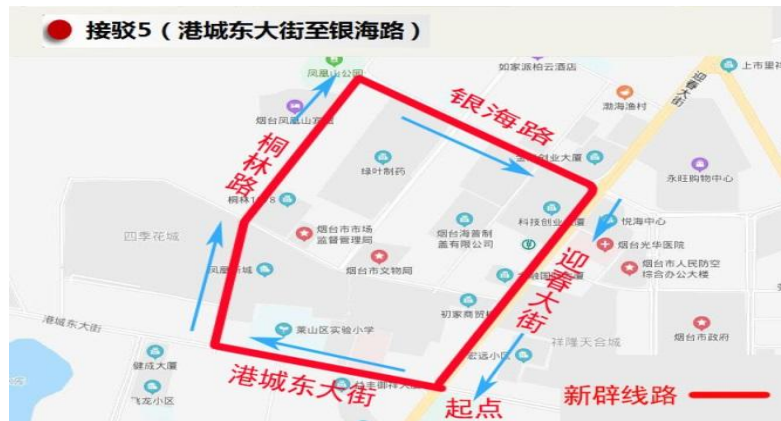 接驳5（港城东大街至银海路）
凤凰山公园
如家派柏云酒店
上市里祥
迎春大街
渤海渔村
银海路
烟台凤凰山宾
桐林路
绿叶制药
创业大厦
永旺购物中心
桐林1
8
科技创业
厦
悦海中心
四季花城
烟台市市场
监督管理局
烟台海普制
盖有限公司
烟台光华医院
迎春大街
烟台市人民防空
综合办公大楼
凤凰
城
烟台市文物局
融国
厦
初家商贸
港城东大街
莱山区实验小学
祥隆天合城
烟台市政府
宏远小区
健成大厦
港城东大街
益丰御祥
飞龙小区
起点
新辟线路